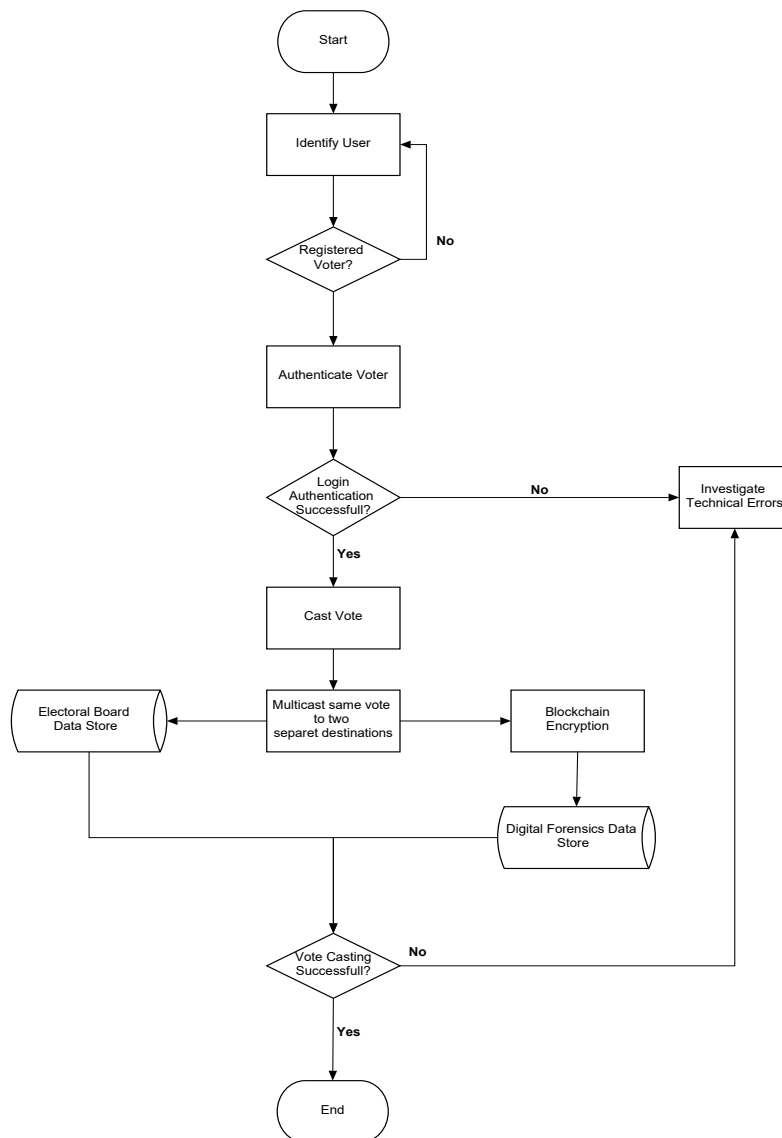 Start
Identify User
No
Registered
Voter?
Authenticate Voter
Login
Authentication
Successfull?
No
Investigate
Technical Errors
Yes
Cast Vote
Electoral Board
Data Store
Multicast same vote
to two
separet destinations
Blockchain
Encryption
Digital Forensics Data
Store
Vote Casting
Successfull?
No
Yes
End